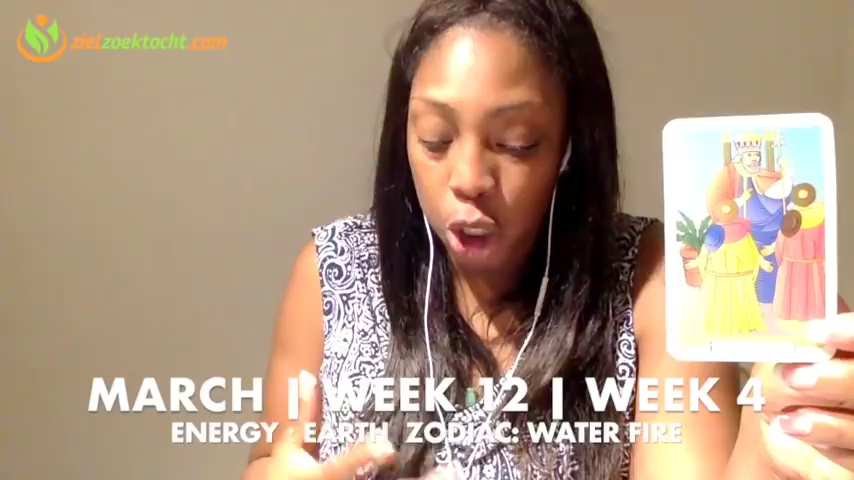 zielzoektocht.com
MARCH | WEEK 12 | WEEK 4
ENERGY : EARTH ZODIAC: WATER FIRE